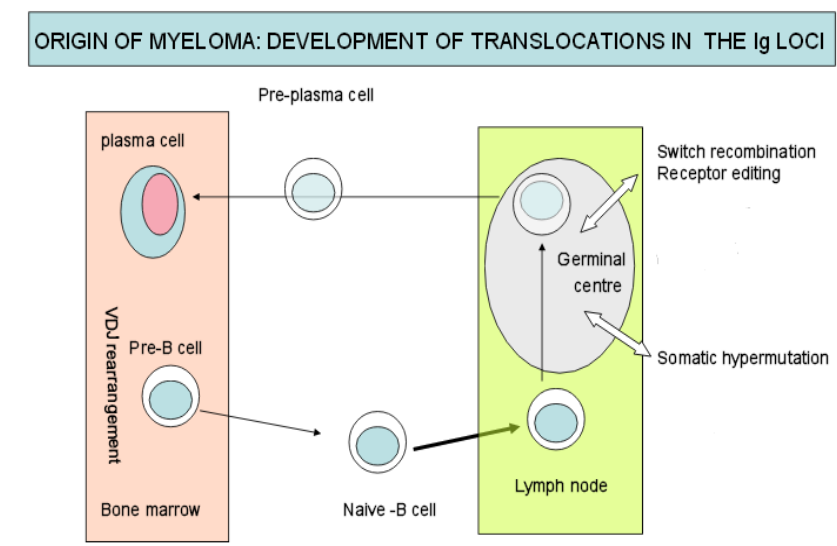 ORIGIN OF MYELOMA: DEVELOPMENT OF TRANSLOCATIONS IN THE Ig LOCI
Pre-plasma cell
plasma cell
Switch recombination
Receptor editing
Germinal
centre
VDJ rearrangement
Pre-B cell
Somatic hypermutation
Lymph node
Bone marrow
Naive -B cell